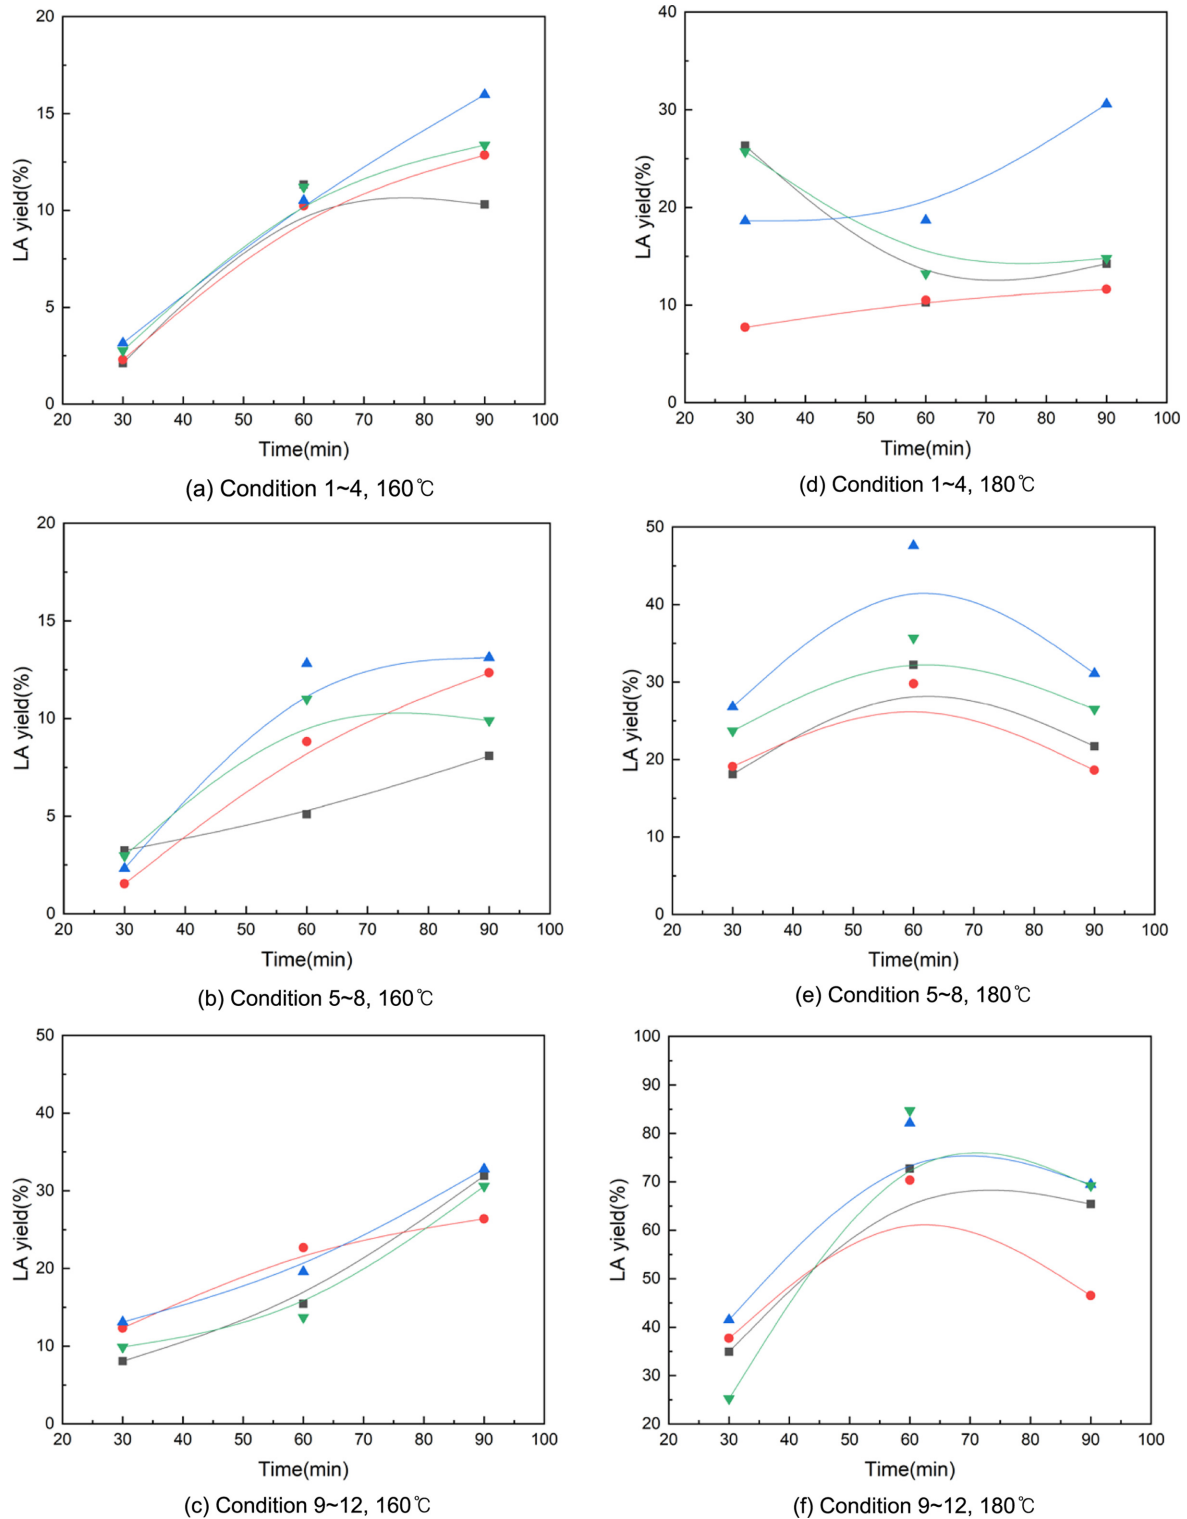 20
15
10
5
0
LA yield(%)
20 30 40 50 60 70 80 90 100
Time(min)
(a) Condition 1~4, 160℃
40
30
20
10
0
LA yield(%)
20 30 40 50 60 70 80 90 100
Time(min)
(d) Condition 1~4, 180℃
20
15
10
5
0
LA yield(%)
20 30 40 50 60 70 80 90 100
Time(min)
(b) Condition 5~8, 160℃
50
40
30
20
10
0
LA yield(%)
20 30 40 50 60 70 80 90 100
Time(min)
(e) Condition 5~8, 180℃
50
40
30
20
10
0
LA yield(%)
20 30 40 50 60 70 80 90 100
Time(min)
(c) Condition 9~12, 160℃
100
90
80
70
60
50
40
30
20
LA yield(%)
20 30 40 50 60 70 80 90 100
Time(min)
(f) Condition 9~12, 180℃